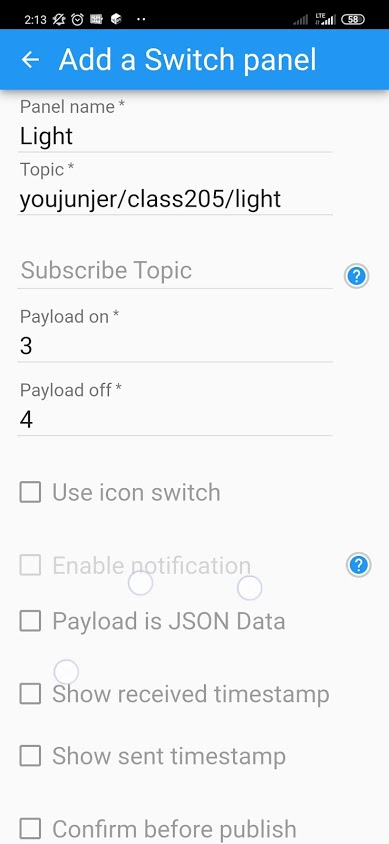 2:13
LTE
58
Add a Switch panel
Panel name *
Light
Topic *
youjunjer/class205/light
Subscribe Topic
?
Payload on *
3
Payload off *
4
Use icon switch
Enable notification
?
Payload is JSON Data
Show received timestamp
Show sent timestamp
Confirm before publish